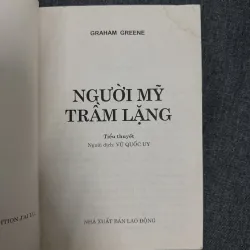 GRAHAM GREENE
NGƯỜI MỸ
TRẦM LẶNG
Tiểu thuyết
Người dịch: VŨ QUỐC UY
NHÀ XUẤT BẢN LAO ĐỘNG